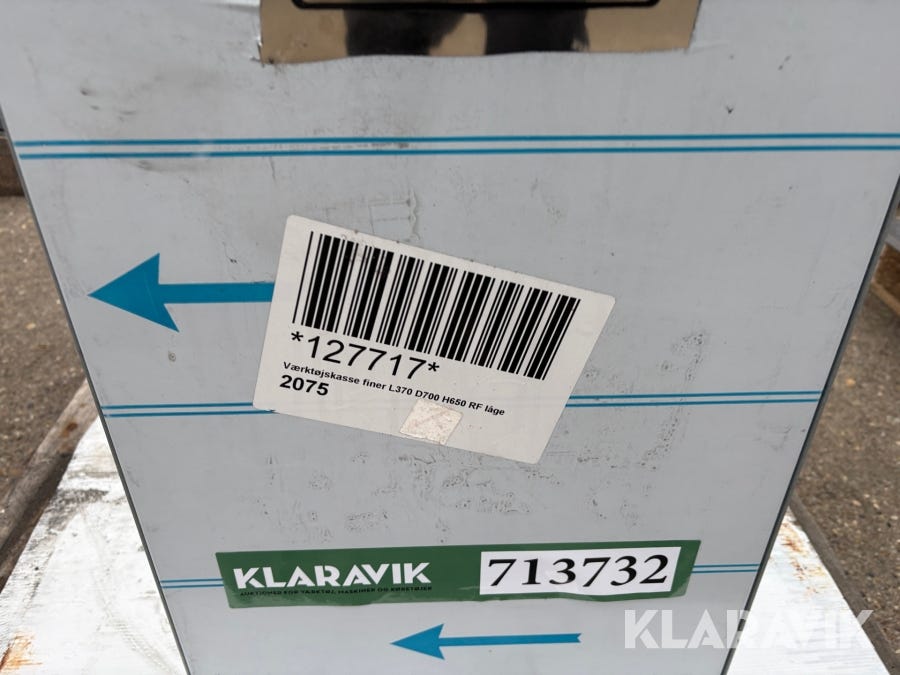 *127717*
Værktøjskasse finer L370 D700 H650 RF låge
2075
KLARAVIK
AUKTIONER FOR VÆRKTØJ, MASKINER OG KØRETØJER
713732
KLARAVIK